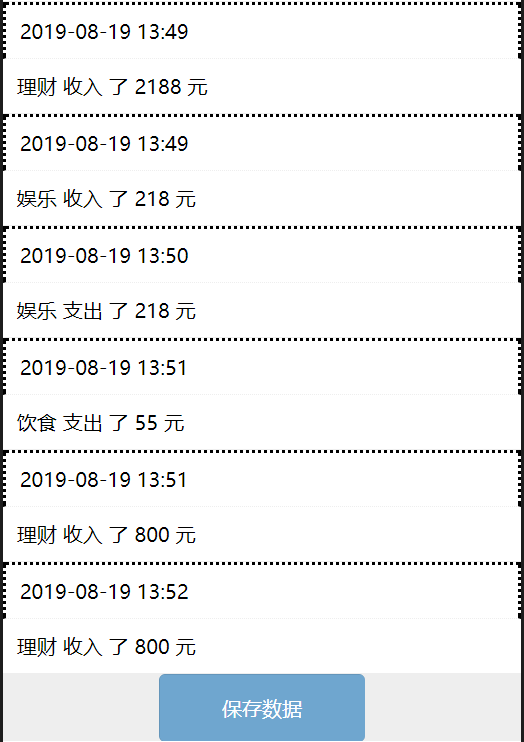 2019-08-19 13:49
理财 收入 了 2188 元
2019-08-19 13:49
娱乐 收入 了 218 元
2019-08-19 13:50
娱乐 支出 了 218 元
2019-08-19 13:51
饮食 支出 了 55 元
2019-08-19 13:51
理财 收入 了 800 元
2019-08-19 13:52
理财 收入 了 800 元
保存数据